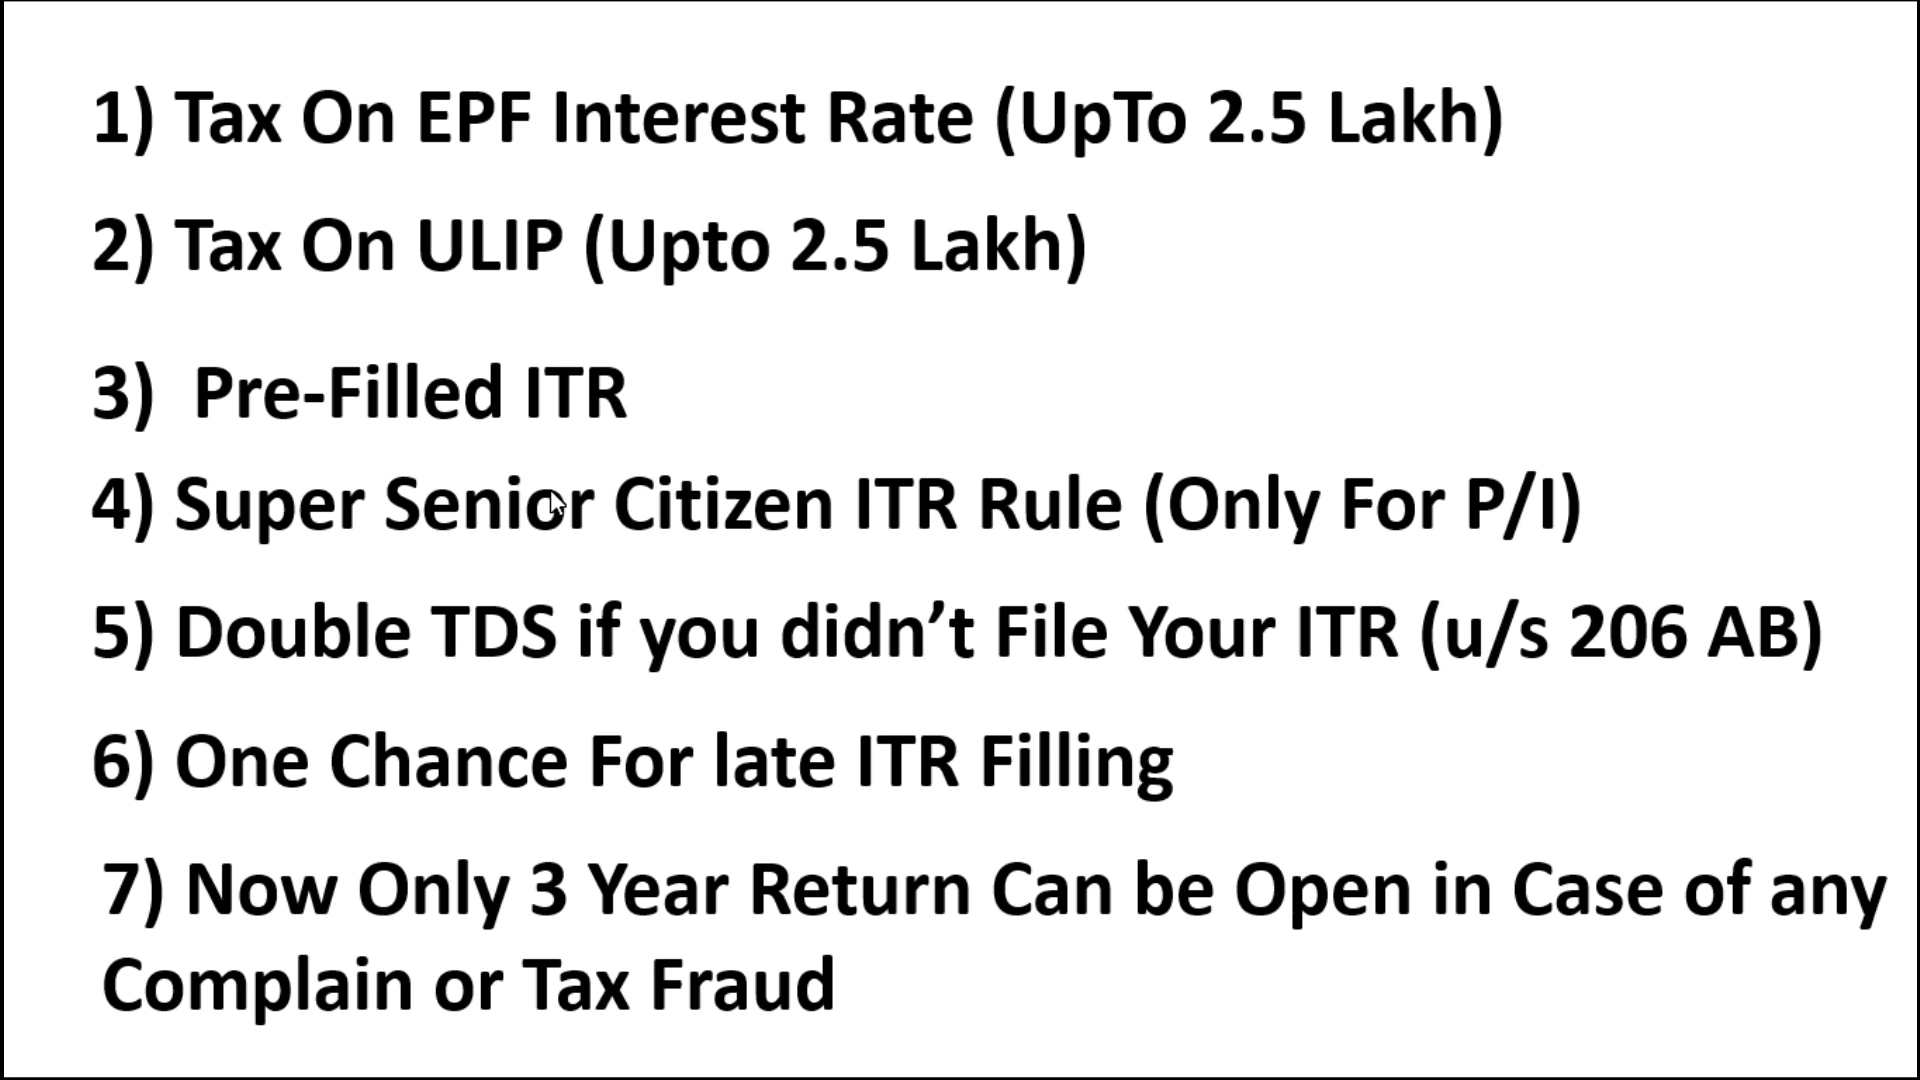 1) Tax On EPF Interest Rate (UpTo 2.5 Lakh)
2) Tax On ULIP (Upto 2.5 Lakh)
3) Pre-Filled ITR
4) Super Senior Citizen ITR Rule (Only For P/I)
5) Double TDS if you didn’t File Your ITR (u/s 206 AB)
6) One Chance For late ITR Filling
7) Now Only 3 Year Return Can be Open in Case of any
Complain or Tax Fraud